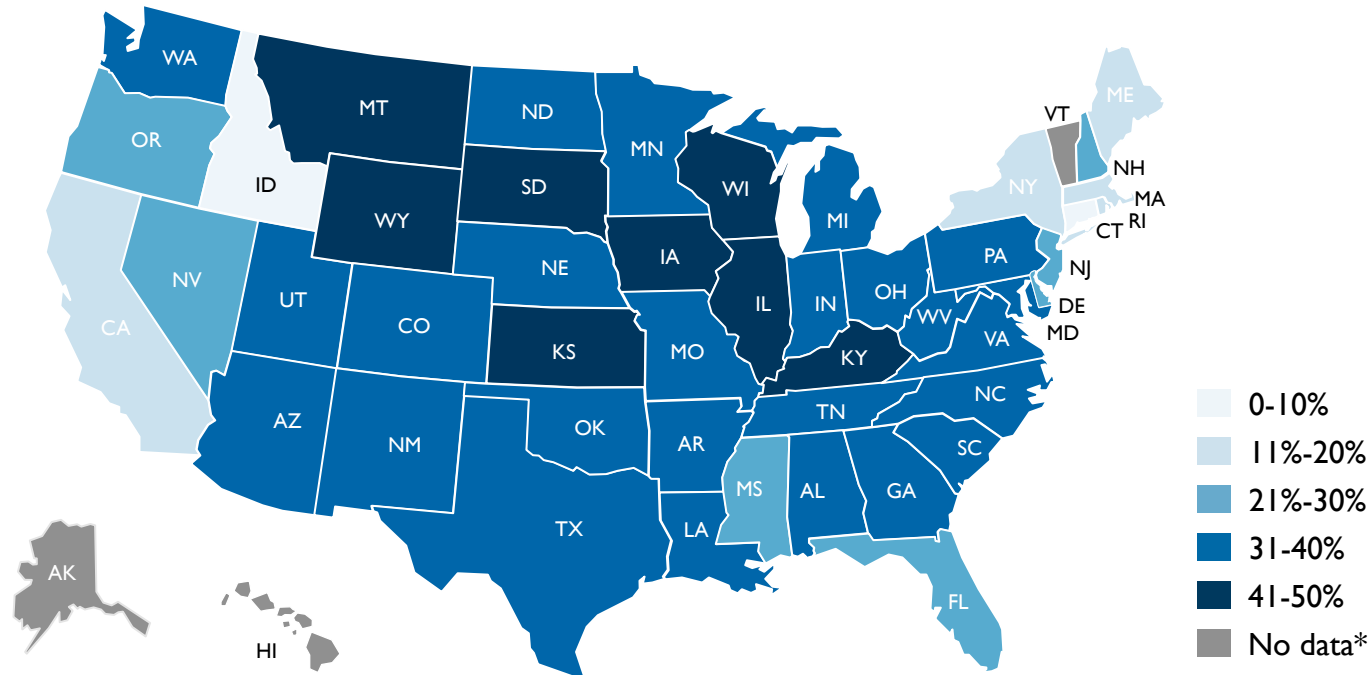 WA
MT
ND
MN
ME
VT
OR
ID
SD
WI
NH
NY
MA
WY
MI
CT RI
IA
PA
NE
NJ
NV
UT
IL
IN
OH
DE
CA
CO
WV
MD
KS
MO
KY
VA
NC
TN
AZ
OK
NM
AR
SC
MS
AL
GA
TX
LA
AK
FL
HI
0-10%
11%-20%
21%-30%
31-40%
41-50%
No data*